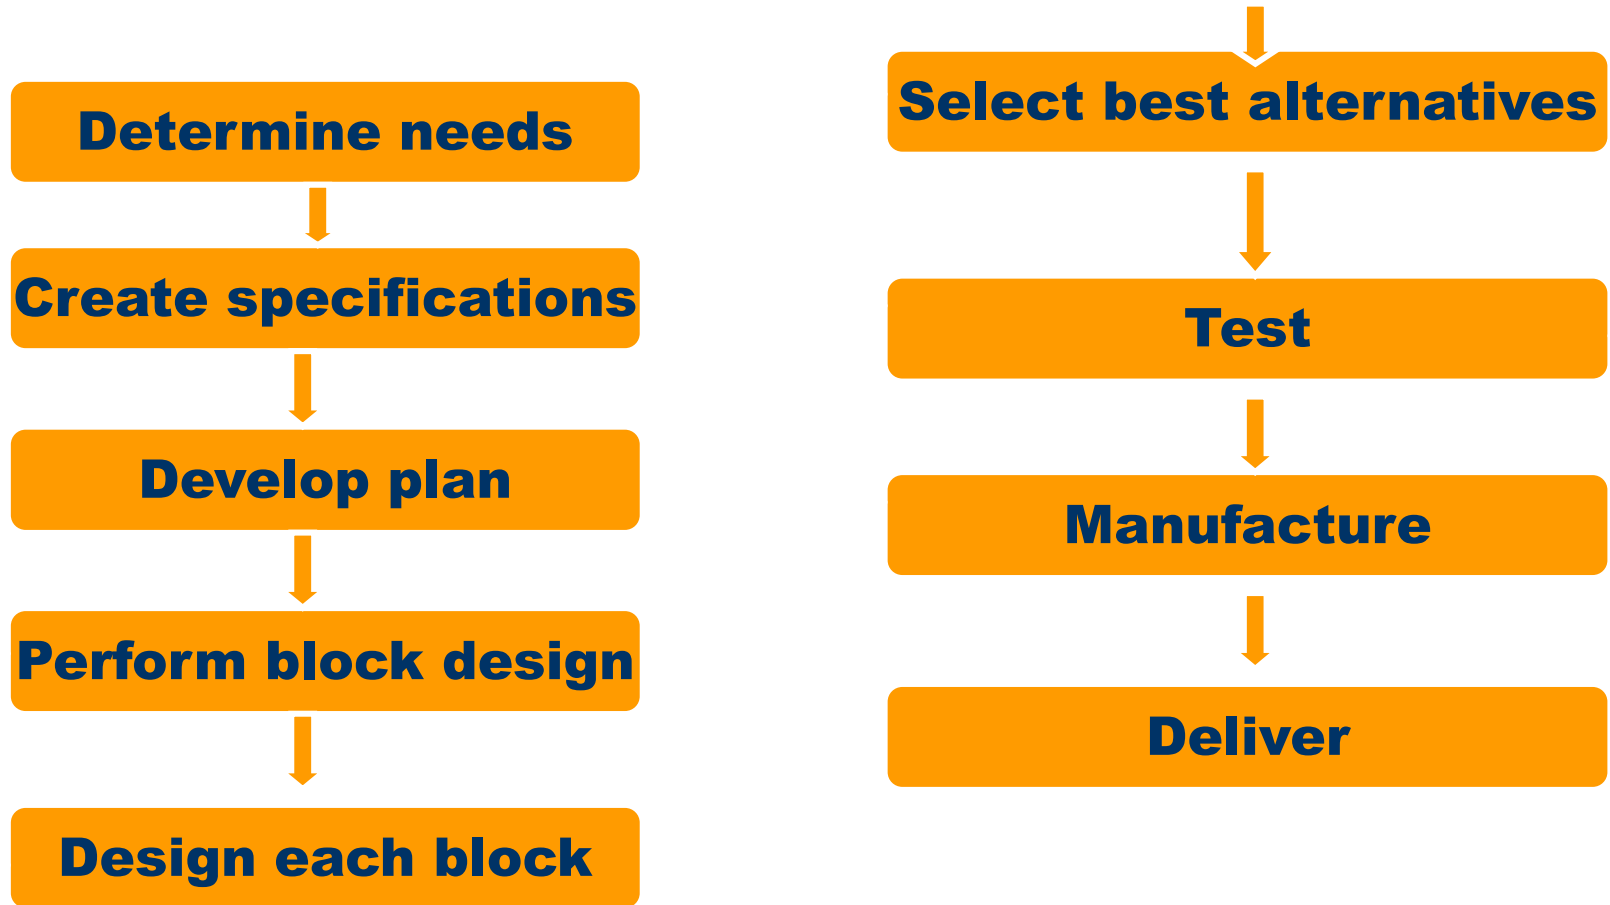 Determine needs
Create specifications
Develop plan
Perform block design
Design each block
Select best alternatives
Test
Manufacture
Deliver